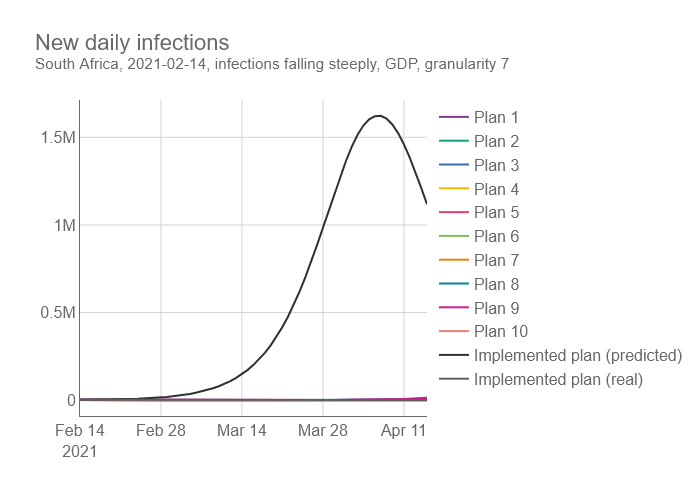 New daily infections
South Africa, 2021-02-14, infections falling steeply, GDP, granularity 7
1.5M
1M
0.5M
0
Feb 14
2021
Feb 28
Mar 14
Mar 28
Apr 11
Plan 1
Plan 2
Plan 3
Plan 4
Plan 5
Plan 6
Plan 7
Plan 8
Plan 9
Plan 10
Implemented plan (predicted)
Implemented plan (real)